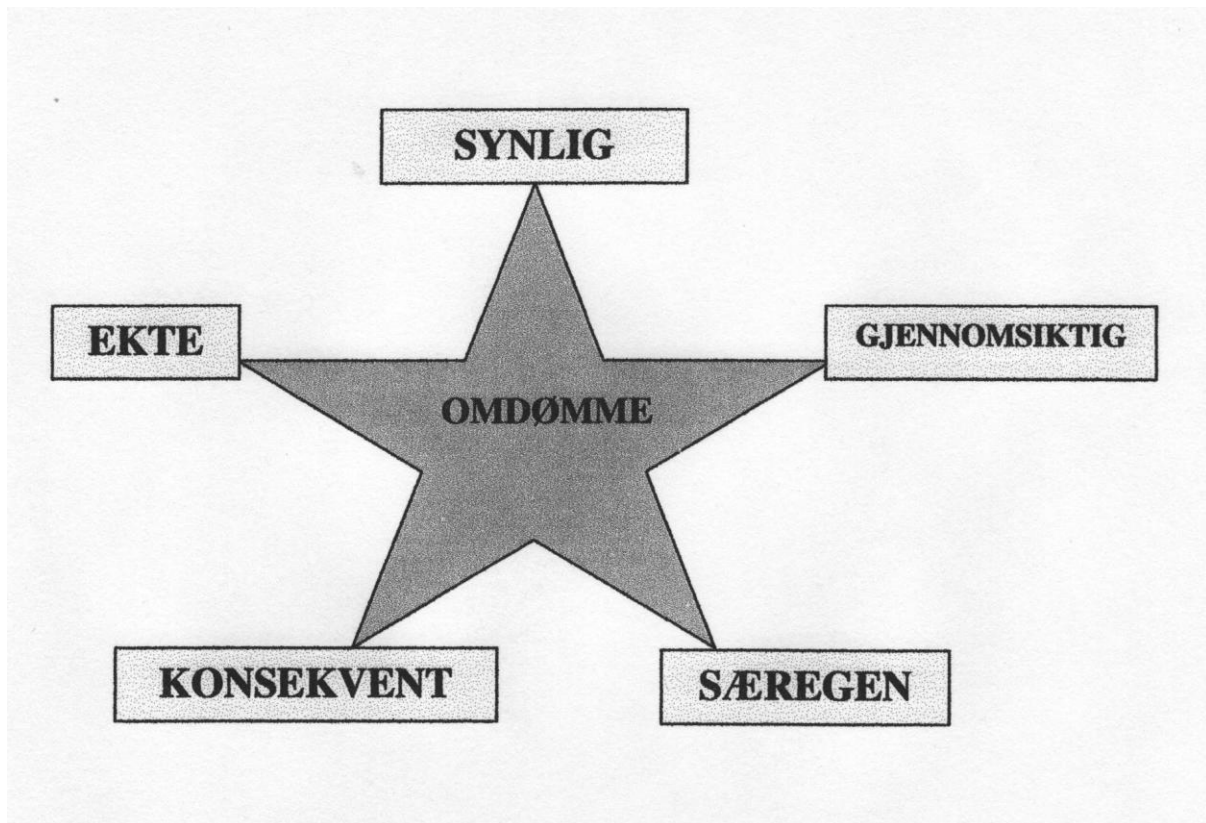 SYNLIG
EKTE
GJENNOMSIKTIG
OMDØMME
KONSEKVENT
SÆREGEN